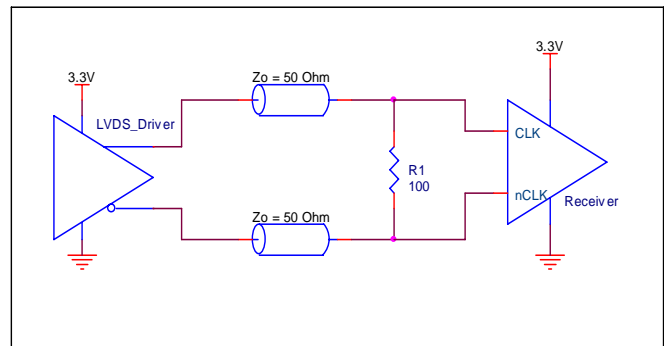 3.3V
3.3V
Zo = 50 Ohm
LVDS_Driver
CLK
R1
100
nCLK
Receiver
Zo = 50 Ohm